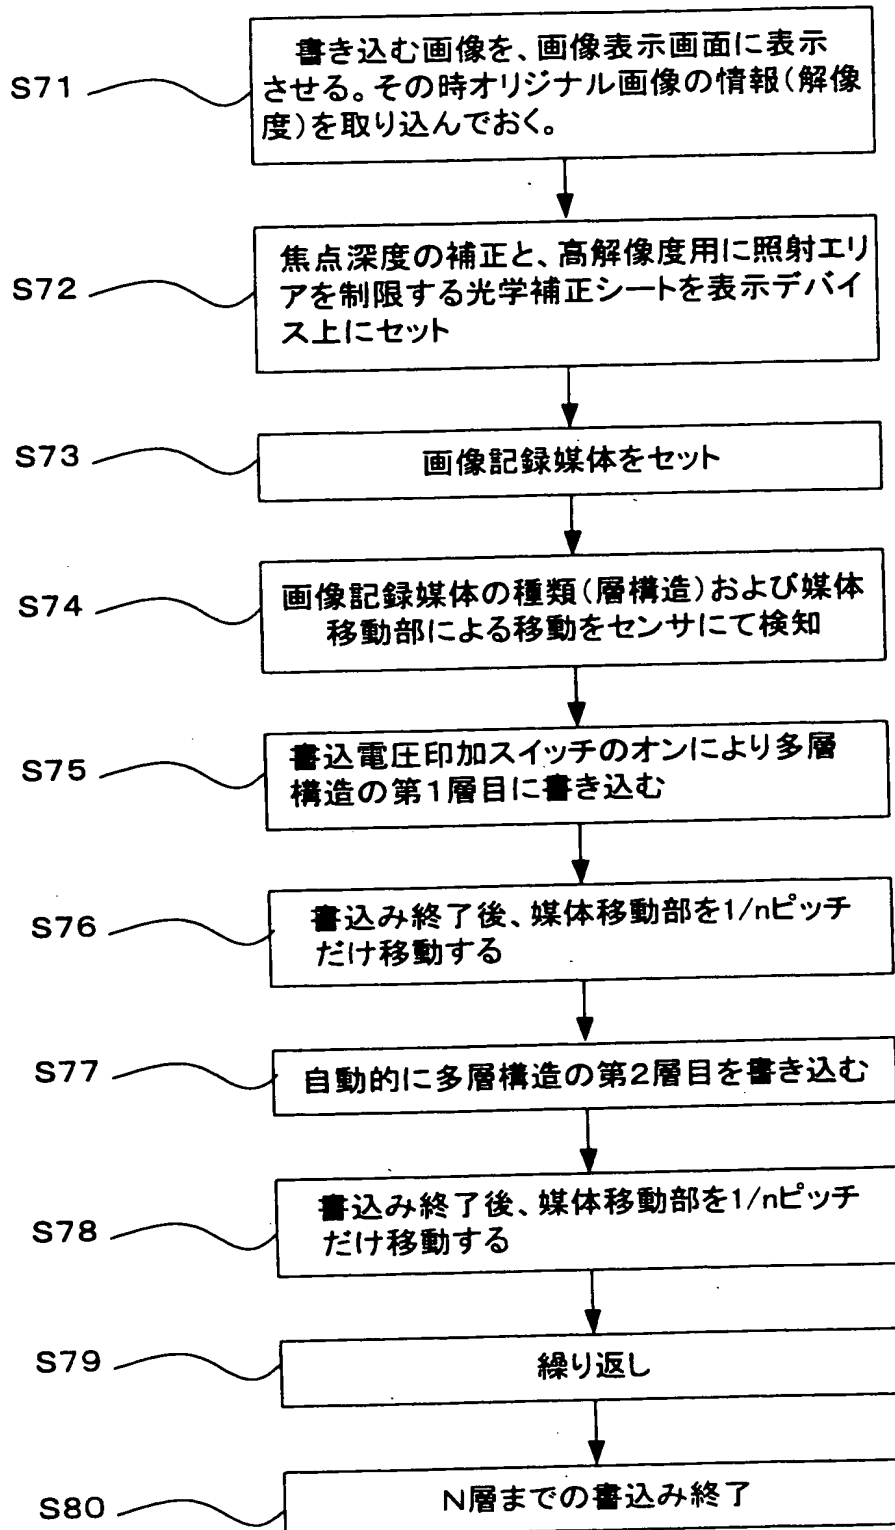 S71
書き込む画像を、画像表示画面に表示
させる。その時オリジナル画像の情報(解像
度)を取り込んでおく。
S72
焦点深度の補正と、高解像度用に照射エリ
アを制限する光学補正シートを表示デバイ
ス上にセット
S73
画像記録媒体をセット
S74
画像記録媒体の種類(層構造)および媒体
移動部による移動をセンサにて検知
S75
書込電圧印加スイッチのオンにより多層
構造の第1層目に書き込む
S76
書込み終了後、媒体移動部を1/nピッチ
だけ移動する
S77
自動的に多層構造の第2層目を書き込む
S78
書込み終了後、媒体移動部を1/nピッチ
だけ移動する
S79
繰り返し
S80
N層までの書込み終了